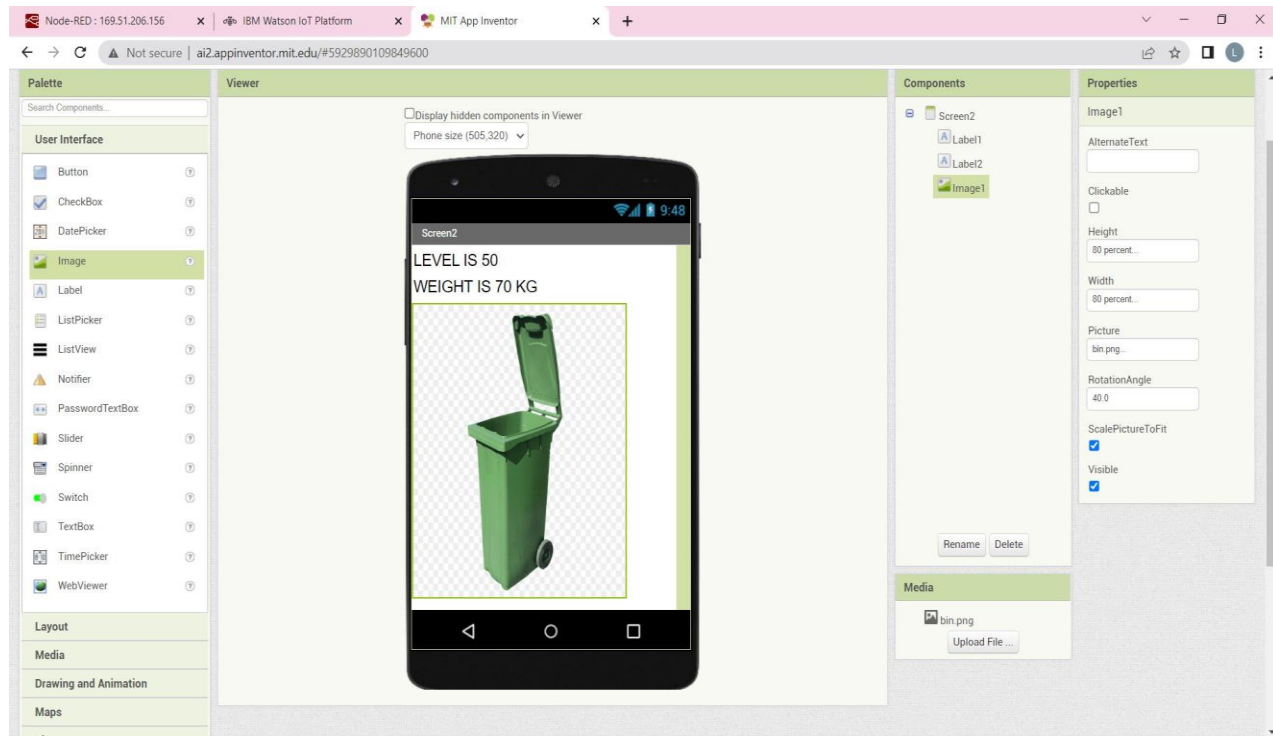 Node-RED : 169.51.206.156
IBM Watson IoT Platform
MIT App Inventor
Not secure | ai2.appinventor.mit.edu/#5929890109849600
L
Palette
Search Components...
User Interface
Button
CheckBox
DatePicker
Image
Label
ListPicker
ListView
Notifier
PasswordTextBox
Slider
Spinner
Switch
TextBox
TimePicker
WebViewer
Layout
Media
Drawing and Animation
Maps
Viewer
Display hidden components in Viewer
Phone size (505,320)
9:48
Screen2
LEVEL IS 50
WEIGHT IS 70 KG
Components
Screen2
Label1
Label2
Image1
Rename Delete
Media
bin.png
Upload File ...
Properties
Image1
AlternateText
Clickable
Height
80 percent...
Width
80 percent...
Picture
bin.png...
RotationAngle
40.0
ScalePictureToFit
Visible